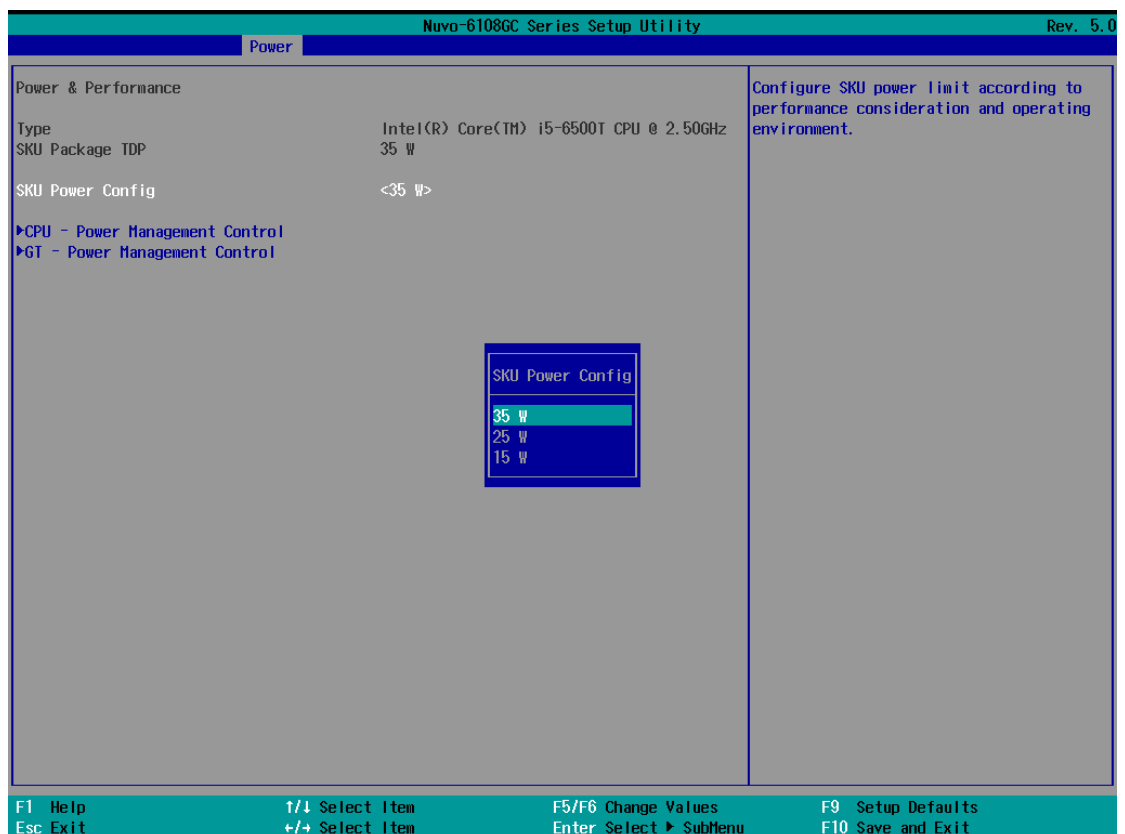 Nuvo-6108GC Series Setup Utility Rev. 5.0
Power
Power & Performance
Type Intel(R) Core(TM) i5-6500T CPU @ 2.50GHz
SKU Package TDP 35 W
SKU Power Config <35 W>
▶CPU - Power Management Control
▶GT - Power Management Control
Configure SKU power limit according to
performance consideration and operating
environment.
SKU Power Config
35 W
25 W
15 W
F1 Help ↑/↓ Select Item F5/F6 Change Values F9 Setup Defaults
Esc Exit ←/→ Select Item Enter Select ▶ SubMenu F10 Save and Exit